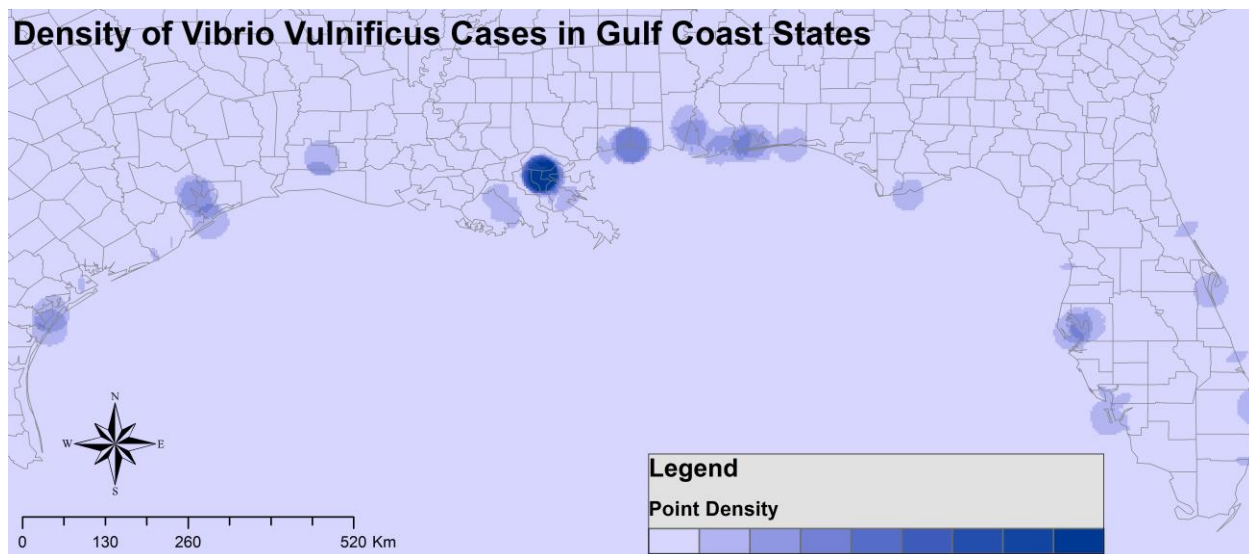 Density of Vibrio Vulnificus Cases in Gulf Coast States
N
W E
S
Legend
Point Density
0 130 260 520 Km